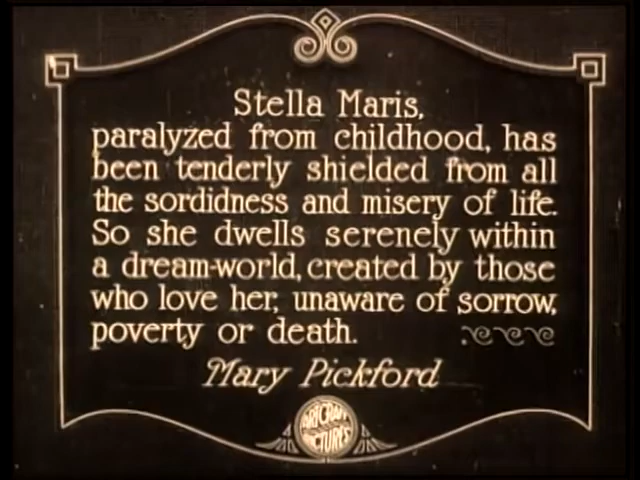 Stella Maris,
paralyzed from childhood, has
been tenderly shielded from all
the sordidness and misery of life.
So she dwells serenely within
a dream-world, created by those
who love her, unaware of sorrow,
poverty or death.
Mary Pickford
ARTCRAFT
PICTURES